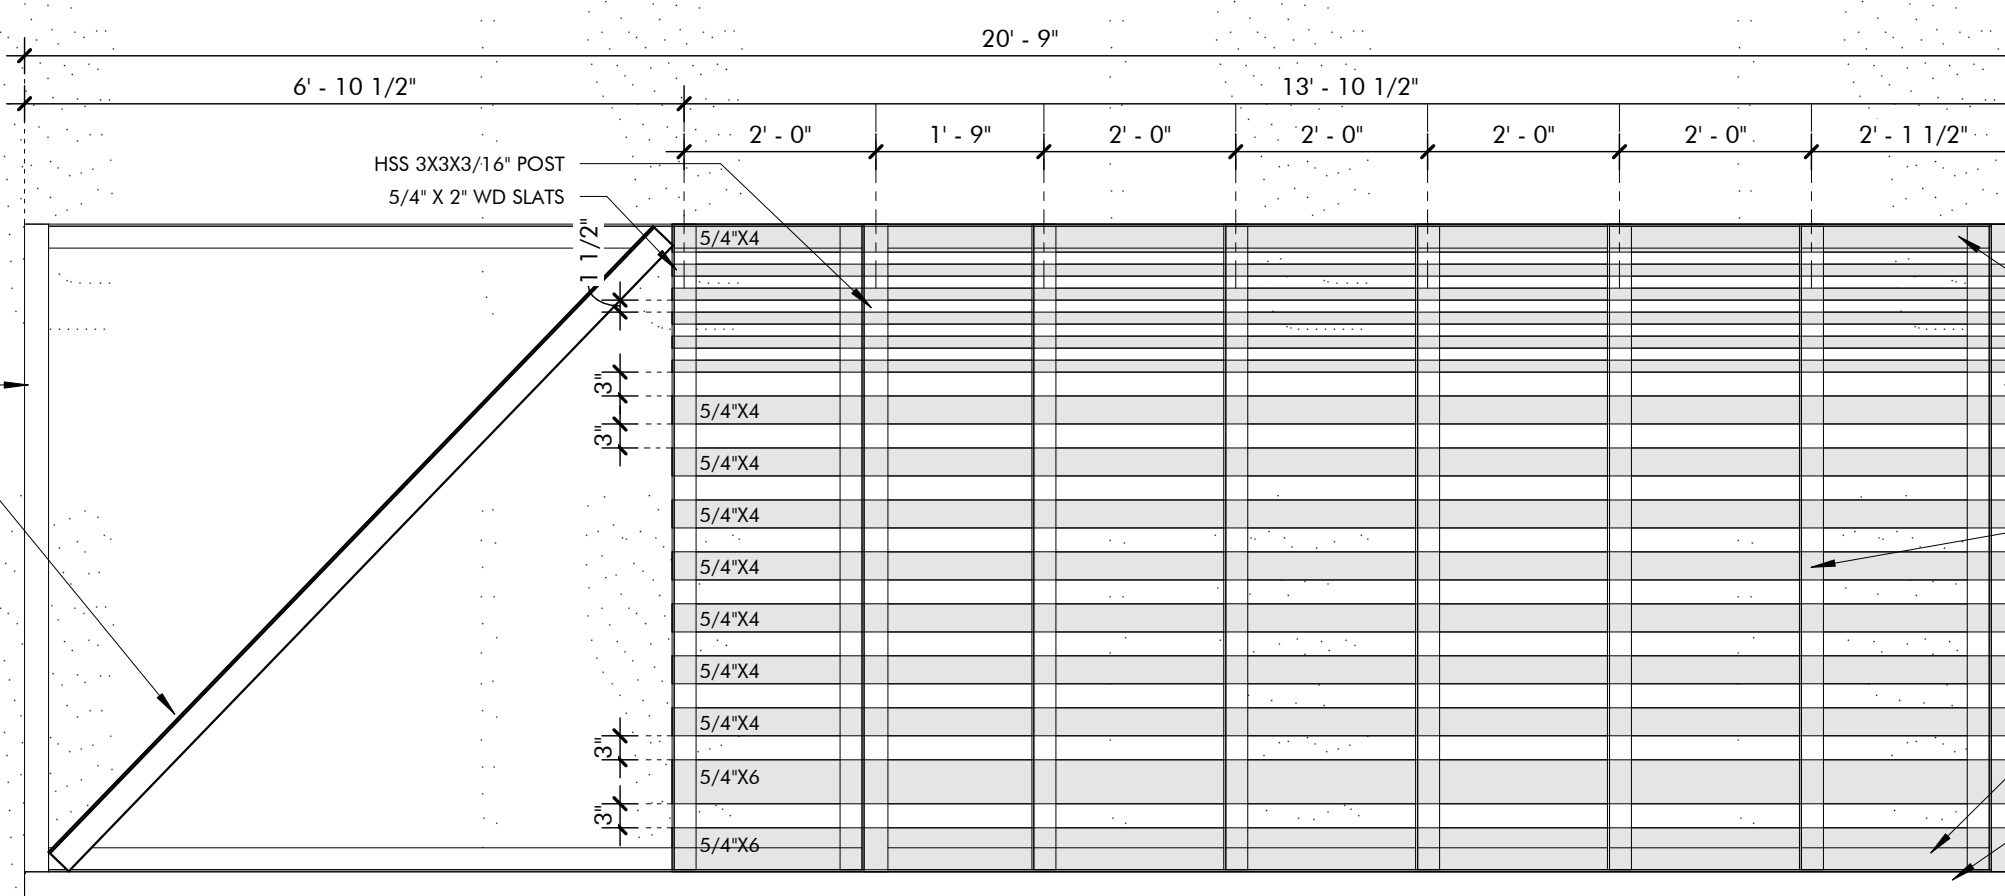 20' - 9"
6' - 10 1/2"
13' - 10 1/2"
2' - 0"
1' - 9"
2' - 0"
2' - 0"
2' - 0"
2' - 0"
2' - 1 1/2"
HSS 3X3X3/16" POST
5/4" X 2" WD SLATS
1 1/2"
5/4"X4
3"
5/4"X4
3"
5/4"X4
5/4"X4
5/4"X4
5/4"X4
5/4"X4
5/4"X4
3"
5/4"X6
3"
5/4"X6